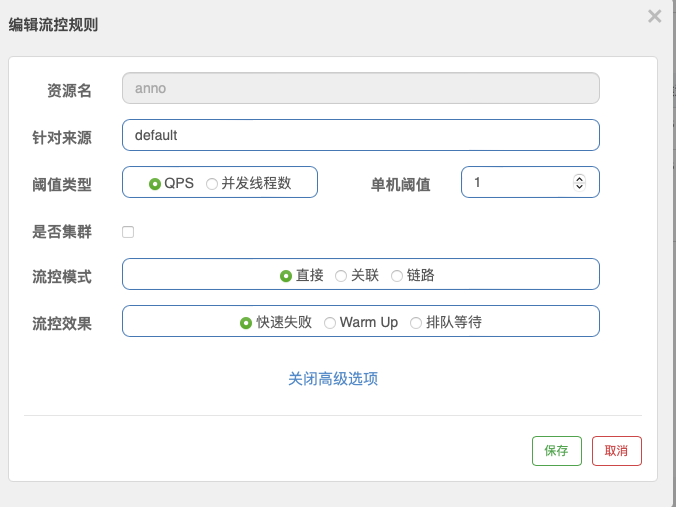 编辑流控规则 ×
资源名 anno
针对来源 default
阈值类型 QPS 并发线程数 单机阈值 1
是否集群
流控模式 直接 关联 链路
流控效果 快速失败 Warm Up 排队等待
关闭高级选项
保存 取消